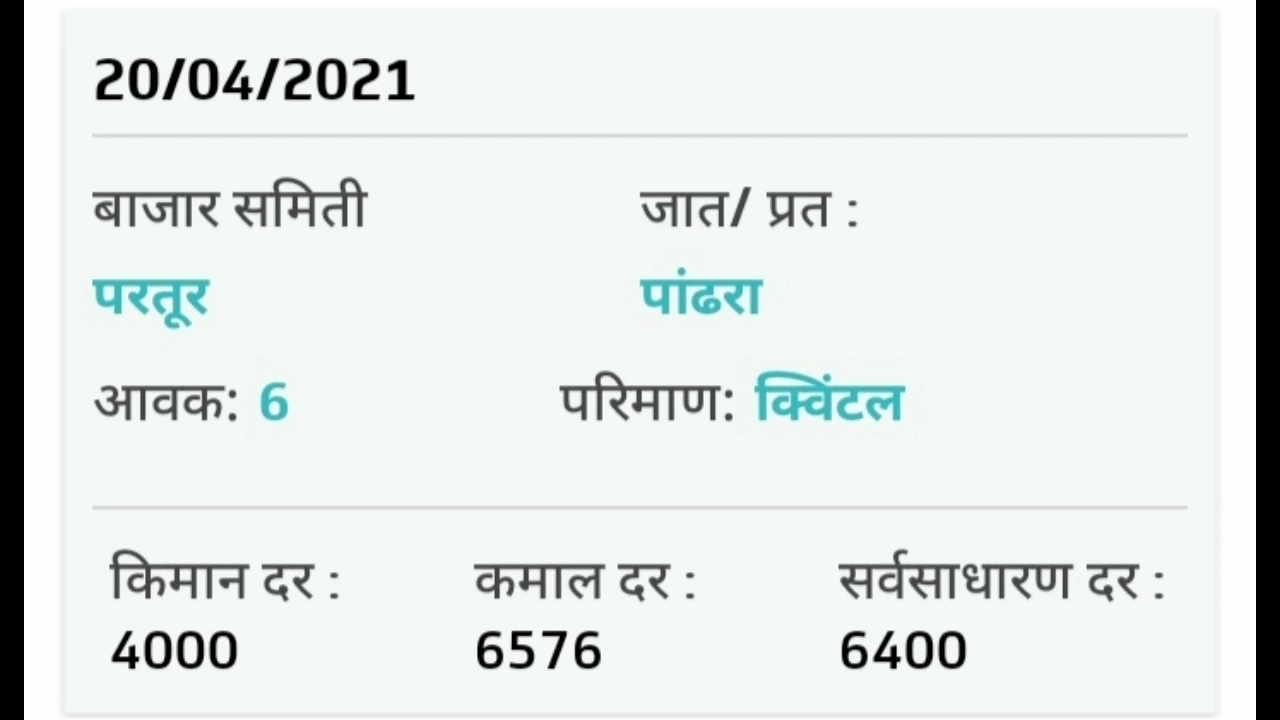 20/04/2021
बाजार समिती जात/ प्रत :
परतूर पांढरा
आवक: 6 परिमाण: क्विंटल
किमान दर : कमाल दर : सर्वसाधारण दर :
4000 6576 6400